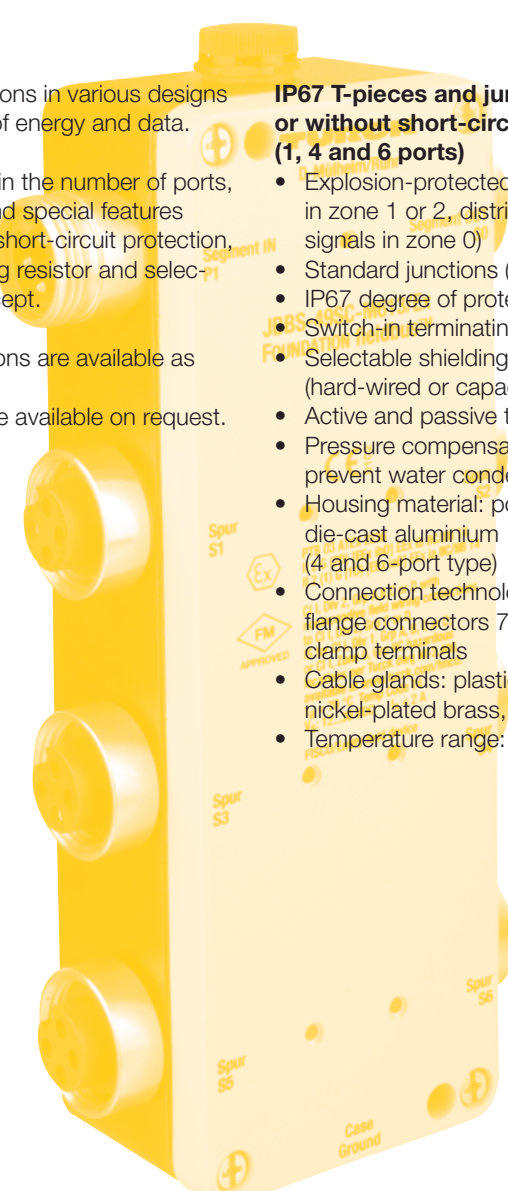 ons in various designs
of energy and data.
in the number of ports,
nd special features
short-circuit protection,
g resistor and selec-
cept.
ons are available as
e available on request.
IP67 T-pieces and jun
or without short-circ
(1, 4 and 6 ports)
• Explosion-protected
in zone 1 or 2, distri
signals in zone 0)
• Standard junctions (
• IP67 degree of prote
• Switch-in terminatin
• Selectable shielding
(hard-wired or capac
• Active and passive t
• Pressure compensa
prevent water conde
• Housing material: po
die-cast aluminium
(4 and 6-port type)
• Connection technolo
flange connectors 7
clamp terminals
• Cable glands: plastic
nickel-plated brass,
• Temperature range:
Segment IN
P1
Spur
S1
FM
APPROVED
Spur
S3
Spur
S5
Spur
S6
Case
Ground